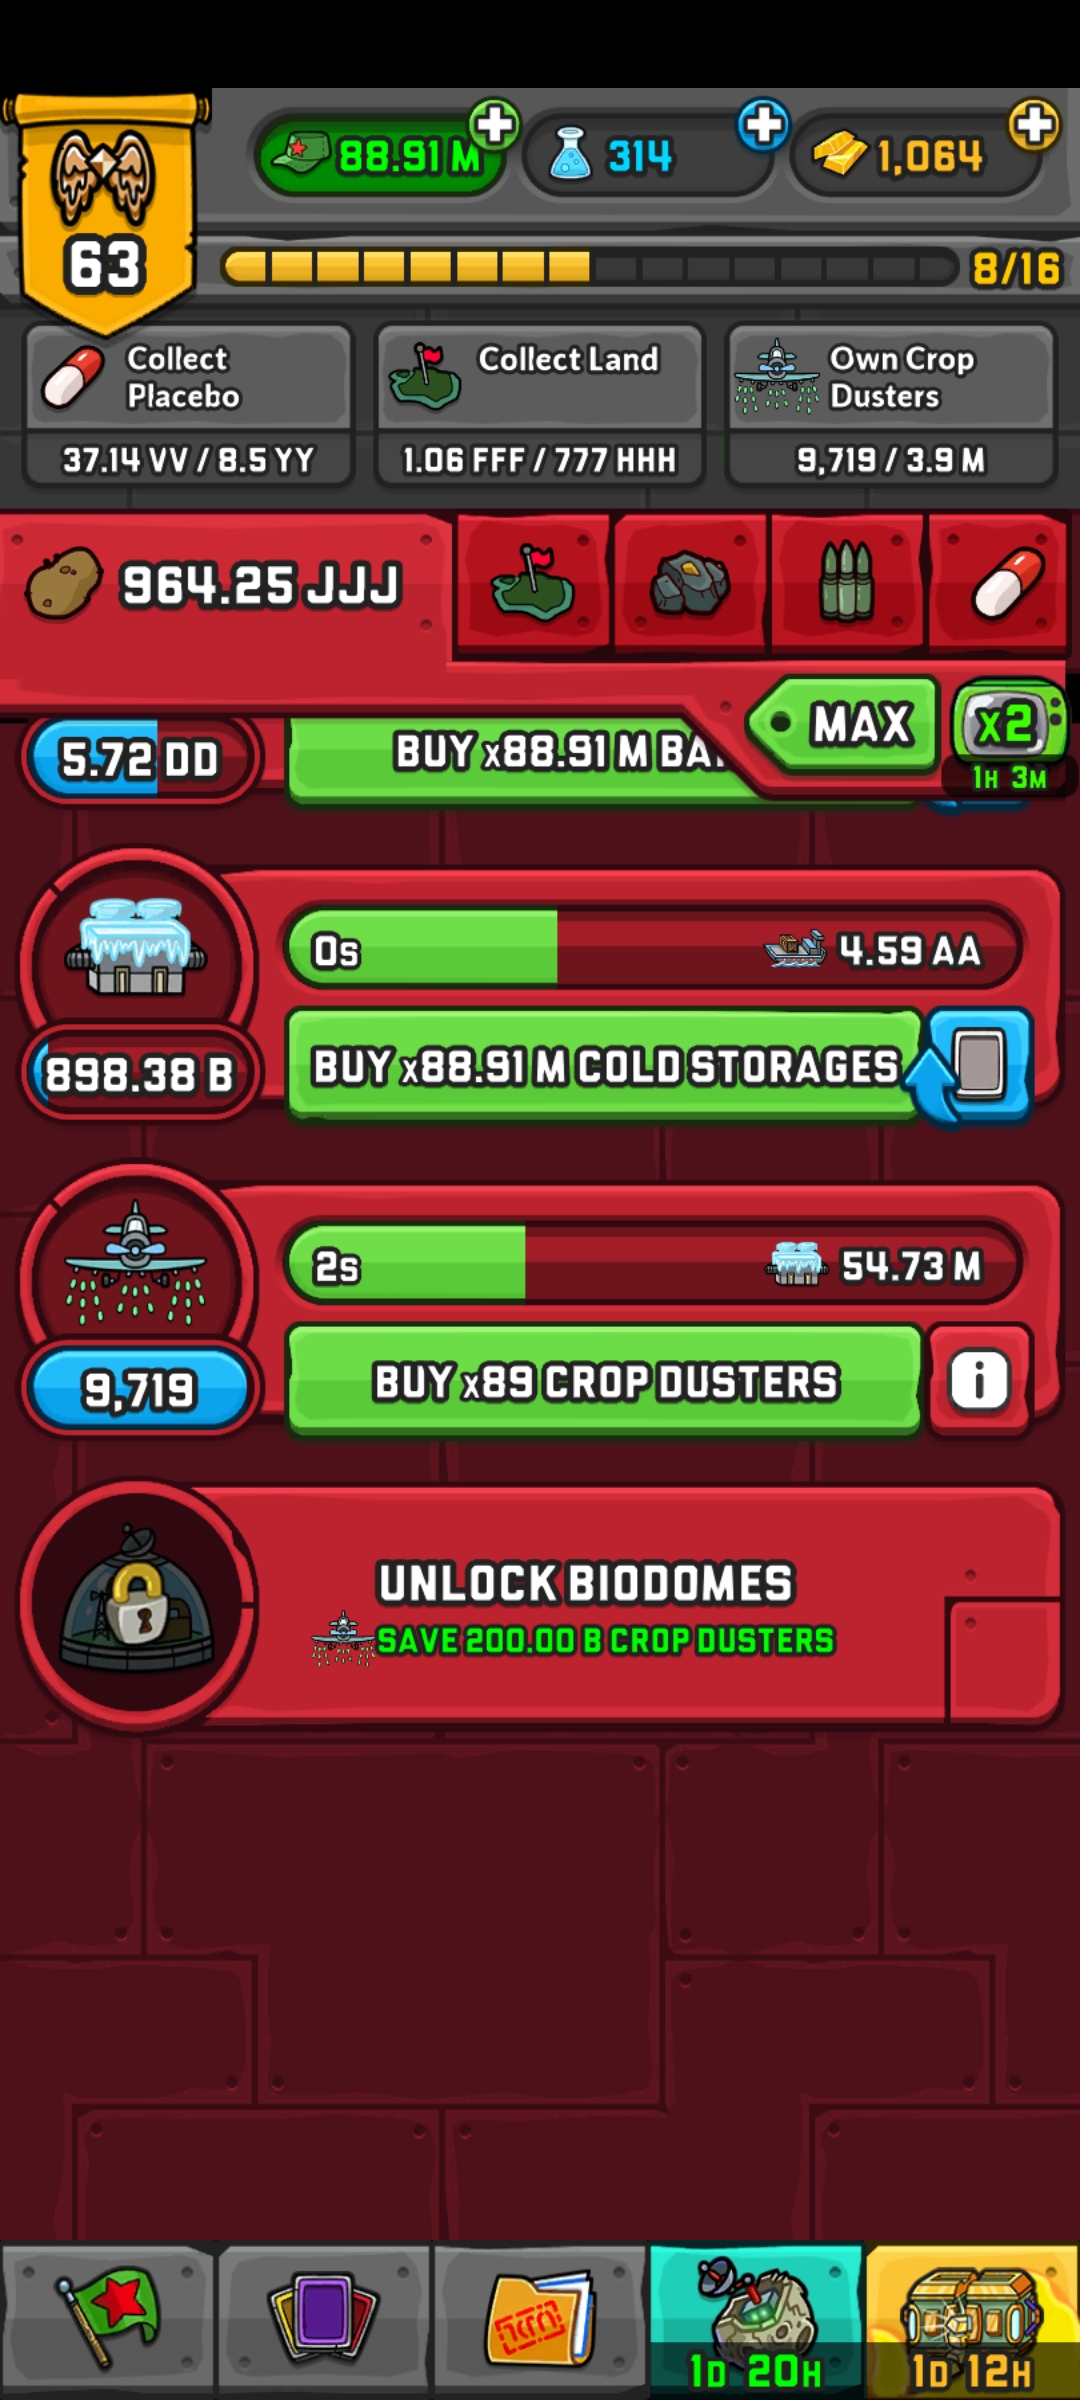 88.91 M
314
1,064
63
8/16
Collect
Placebo
37.14 VV / 8.5 YY
Collect Land
1.06 FFF / 777 HHH
Own Crop
Dusters
9,719 / 3.9 M
964.25 JJJ
MAX
x2
1H 3M
5.72 DD
BUY x88.91 M
0s
4.59 AA
898.38 B
BUY x88.91 M COLD STORAGES
2s
54.73 M
9,719
BUY x89 CROP DUSTERS
i
UNLOCK BIODOMES
SAVE 200.00 B CROP DUSTERS
1D 20H
1D 12H